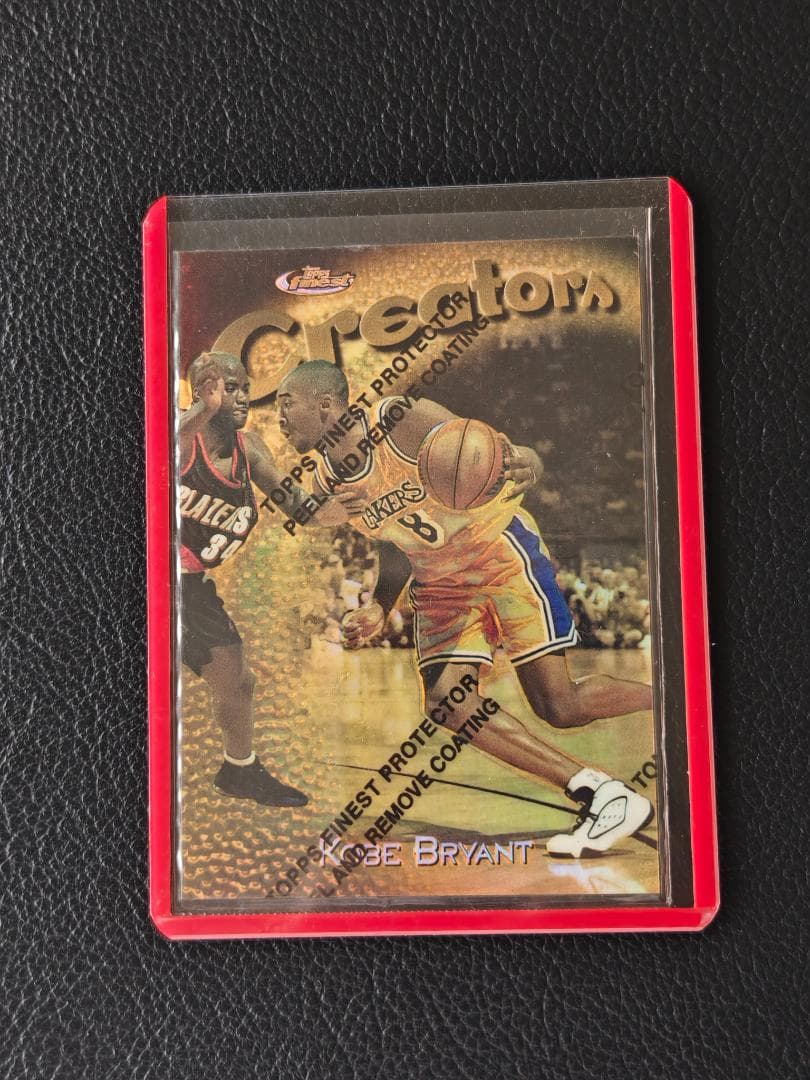 TOPPS
finest
Creators
TOPPS FINEST PROTECTOR
PEEL AND REMOVE COATING
BLAZERS
34
LAKERS
8
TOPPS FINEST PROTECTOR
PEEL AND REMOVE COATING
TO
KOBE BRYANT